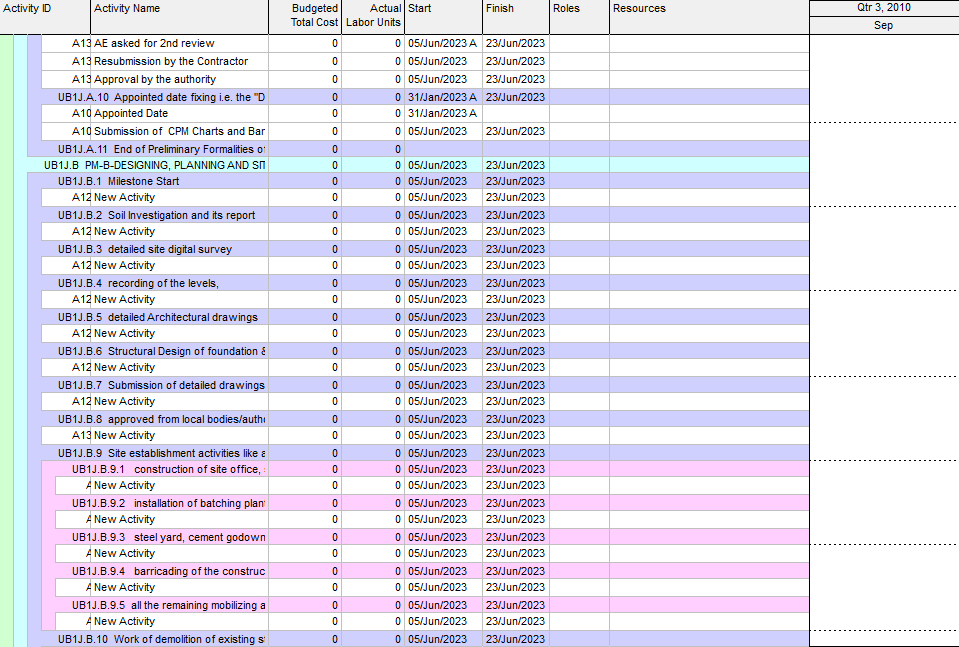 Activity ID Activity Name Budgeted Total Cost Actual Labor Units Start Finish Roles Resources Qtr 3, 2010
Sep
A13 AE asked for 2nd review 0 0 05/Jun/2023 A 23/Jun/2023
A13 Resubmission by the Contractor 0 0 05/Jun/2023 23/Jun/2023
A13 Approval by the authority 0 0 05/Jun/2023 23/Jun/2023
UB1J.A.10 Appointed date fixing i.e. the "D 0 0 31/Jan/2023 A 23/Jun/2023
A10 Appointed Date 0 0 31/Jan/2023 A
A10 Submission of CPM Charts and Bar 0 0 05/Jun/2023 23/Jun/2023
UB1J.A.11 End of Preliminary Formalities of 0 0
UB1J.B PM-B-DESIGNING, PLANNING AND SIT 0 0 05/Jun/2023 23/Jun/2023
UB1J.B.1 Milestone Start 0 0 05/Jun/2023 23/Jun/2023
A12 New Activity 0 0 05/Jun/2023 23/Jun/2023
UB1J.B.2 Soil Investigation and its report 0 0 05/Jun/2023 23/Jun/2023
A12 New Activity 0 0 05/Jun/2023 23/Jun/2023
UB1J.B.3 detailed site digital survey 0 0 05/Jun/2023 23/Jun/2023
A12 New Activity 0 0 05/Jun/2023 23/Jun/2023
UB1J.B.4 recording of the levels, 0 0 05/Jun/2023 23/Jun/2023
A12 New Activity 0 0 05/Jun/2023 23/Jun/2023
UB1J.B.5 detailed Architectural drawings 0 0 05/Jun/2023 23/Jun/2023
A12 New Activity 0 0 05/Jun/2023 23/Jun/2023
UB1J.B.6 Structural Design of foundation & 0 0 05/Jun/2023 23/Jun/2023
A12 New Activity 0 0 05/Jun/2023 23/Jun/2023
UB1J.B.7 Submission of detailed drawings 0 0 05/Jun/2023 23/Jun/2023
A12 New Activity 0 0 05/Jun/2023 23/Jun/2023
UB1J.B.8 approved from local bodies/autho 0 0 05/Jun/2023 23/Jun/2023
A13 New Activity 0 0 05/Jun/2023 23/Jun/2023
UB1J.B.9 Site establishment activities like a 0 0 05/Jun/2023 23/Jun/2023
UB1J.B.9.1 construction of site office, 0 0 05/Jun/2023 23/Jun/2023
A New Activity 0 0 05/Jun/2023 23/Jun/2023
UB1J.B.9.2 installation of batching plant 0 0 05/Jun/2023 23/Jun/2023
A New Activity 0 0 05/Jun/2023 23/Jun/2023
UB1J.B.9.3 steel yard, cement godown 0 0 05/Jun/2023 23/Jun/2023
A New Activity 0 0 05/Jun/2023 23/Jun/2023
UB1J.B.9.4 barricading of the construc 0 0 05/Jun/2023 23/Jun/2023
A New Activity 0 0 05/Jun/2023 23/Jun/2023
UB1J.B.9.5 all the remaining mobilizing a 0 0 05/Jun/2023 23/Jun/2023
A New Activity 0 0 05/Jun/2023 23/Jun/2023
UB1J.B.10 Work of demolition of existing st 0 0 05/Jun/2023 23/Jun/2023